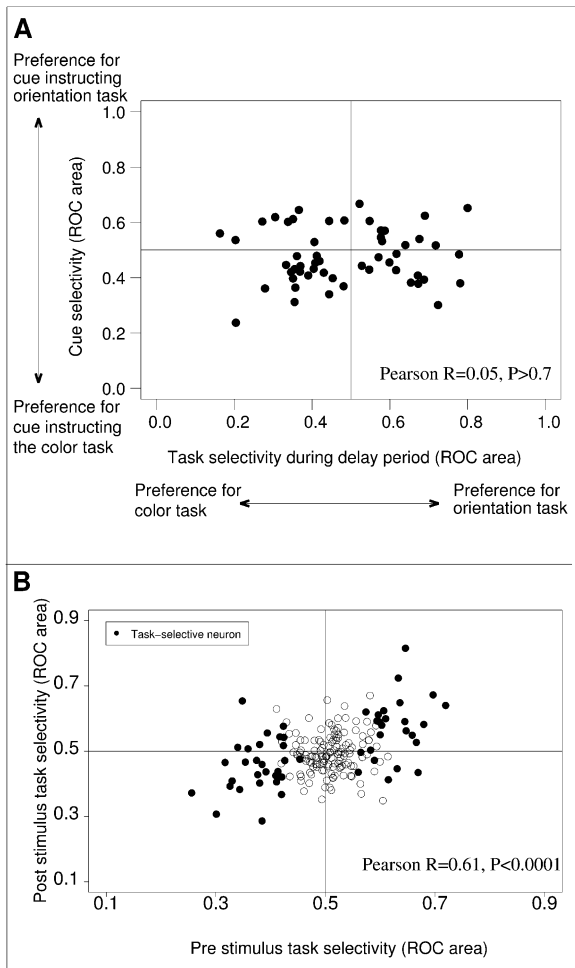 A
Preference for
cue instructing
orientation task
Cue selectivity (ROC area)
1.0
0.8
0.6
0.4
0.2
0.0
Pearson R=0.05, P>0.7
Preference for
cue instructing
the color task
0.0 0.2 0.4 0.6 0.8 1.0
Task selectivity during delay period (ROC area)
Preference for
color task
Preference for
orientation task
B
Post stimulus task selectivity (ROC area)
0.9
0.7
0.5
0.3
0.1
Task-selective neuron
Pearson R=0.61, P<0.0001
0.1 0.3 0.5 0.7 0.9
Pre stimulus task selectivity (ROC area)